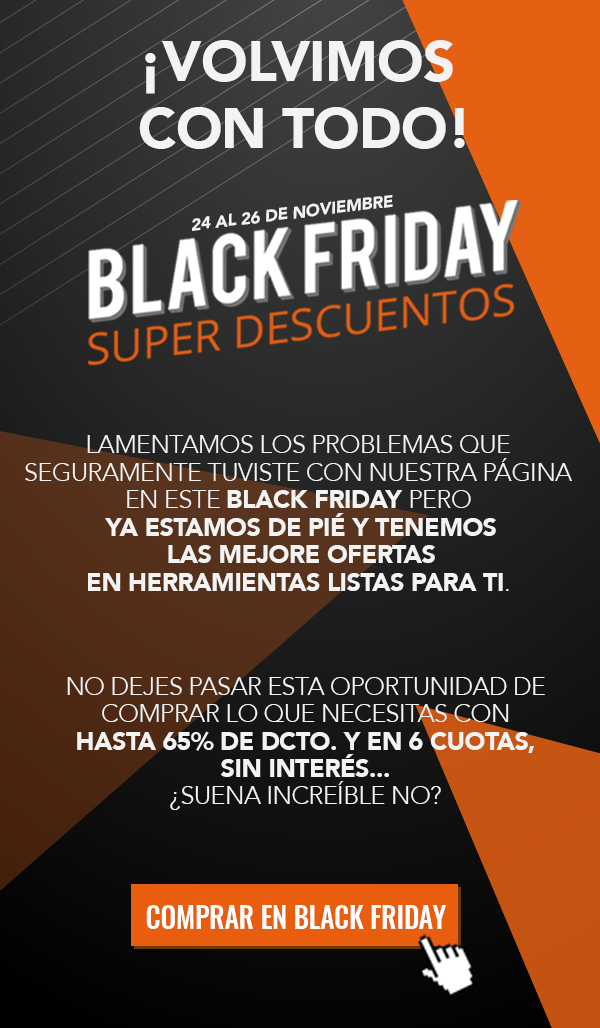 ¡VOLVIMOS
CON TODO!
24 AL 26 DE NOVIEMBRE
BLACK FRIDAY
SUPER DESCUENTOS
LAMENTAMOS LOS PROBLEMAS QUE
SEGURAMENTE TUVISTE CON NUESTRA PÁGINA
EN ESTE BLACK FRIDAY PERO
YA ESTAMOS DE PIÉ Y TENEMOS
LAS MEJORE OFERTAS
EN HERRAMIENTAS LISTAS PARA TI.
NO DEJES PASAR ESTA OPORTUNIDAD DE
COMPRAR LO QUE NECESITAS CON
HASTA 65% DE DCTO. Y EN 6 CUOTAS,
SIN INTERÉS...
¿SUENA INCREÍBLE NO?
COMPRAR EN BLACK FRIDAY